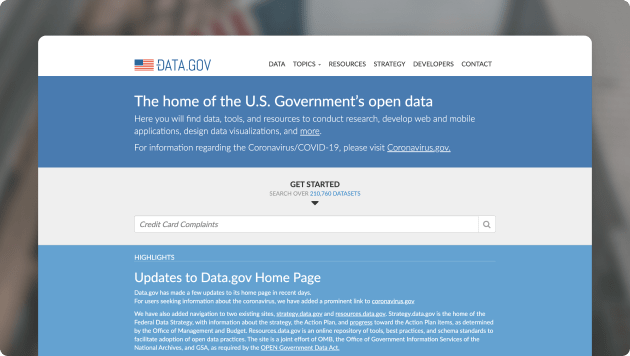 DATA.GOV
DATA TOPICS RESOURCES STRATEGY DEVELOPERS CONTACT
The home of the U.S. Government's open data
Here you will find data, tools, and resources to conduct research, develop web and mobile
applications, design data visualizations, and more.
For information regarding the Coronavirus/COVID-19, please visit Coronavirus.gov.
GET STARTED
SEARCH OVER 210,760 DATASETS
Credit Card Complaints
HIGHLIGHTS
Updates to Data.gov Home Page
Data.gov has made a few updates to its home page in recent days.
For users seeking information about the coronavirus, we have added a prominent link to coronavirus.gov
We have also added navigation to two existing sites, strategy.data.gov and resources.data.gov. Strategy.data.gov is the home of the
Federal Data Strategy, with information about the strategy, the Action Plan, and progress toward the Action Plan items, as determined
by the Office of Management and Budget. Resources.data.gov is an online repository of tools, best practices, and schema standards to
facilitate adoption of open data practices. The site is a joint effort of OMB, the Office of Government Information Services of the
National Archives, and GSA, as required by the OPEN Government Data Act.